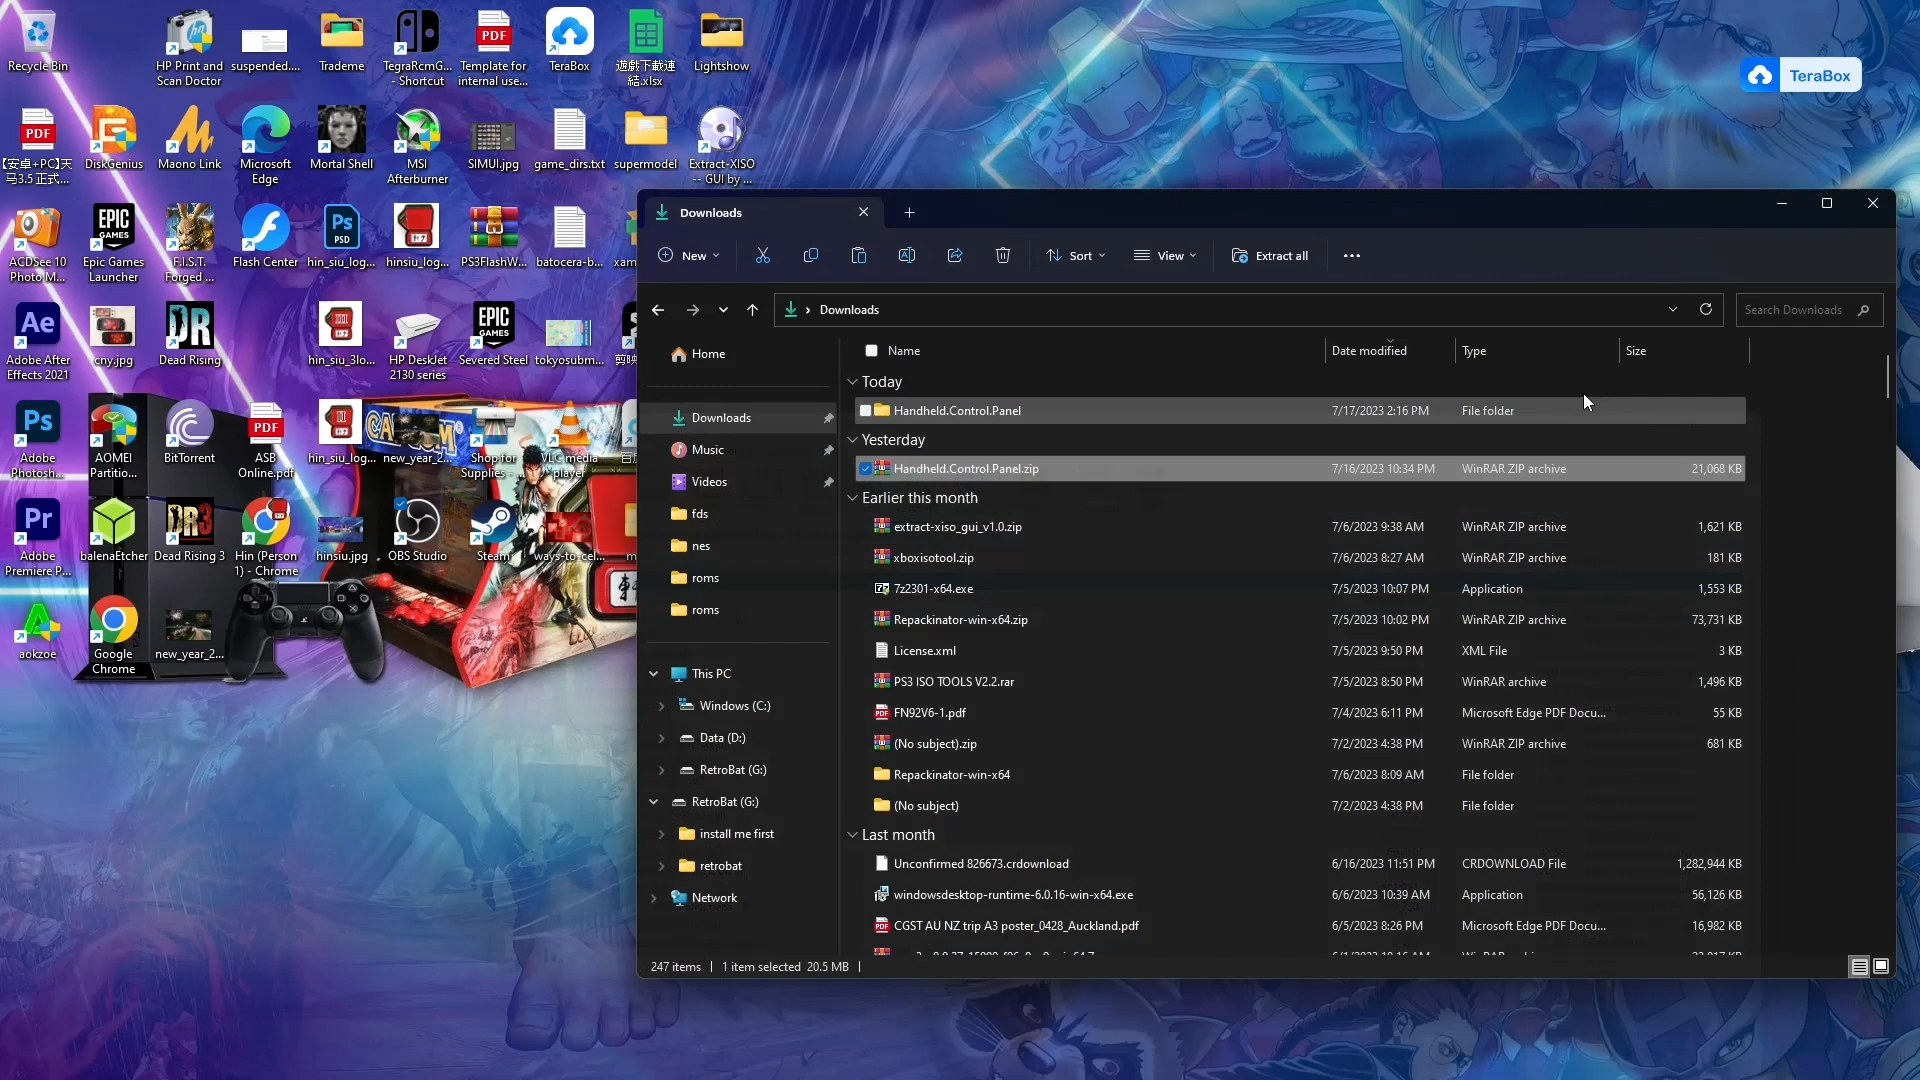 Recycle Bin
HP Print and
Scan Doctor
suspended....
Trademe
TegraRcmG...
- Shortcut
PDF
Template for
internal use...
TeraBox
遊戲下載連
結.xlsx
Lightshow
TeraBox
PDF
【安卓+PC】天
马3.5 正式...
DiskGenius
Maono Link
Microsoft
Edge
Mortal Shell
MSI
Afterburner
SIMUI.jpg
game_dirs.txt
supermodel
Extract-XISO
-- GUI by ...
ACDSee 10
Photo M...
EPIC
GAMES
Epic Games
Launcher
F.I.S.T.
Forged ...
Flash Center
Ps
PSD
hin_siu_log...
hinsiu_log...
PS3FlashW...
batocera-b...
xam
Ae
Adobe After
Effects 2021
cny.jpg
DR
Dead Rising
hin_siu_3lo...
HP DeskJet
2130 series
EPIC
GAMES
Severed Steel
tokyosubm...
剪映
Ps
Adobe
Photosh...
AOMEI
Partitio...
BitTorrent
PDF
ASB
Online.pdf
hin_siu_log...
new_year_2...
Shop for
Supplies - ...
VLC media
player
Pr
Adobe
Premiere P...
balenaEtcher
DR3
Dead Rising 3
Hin (Person
1) - Chrome
hinsiu.jpg
OBS Studio
Steam
ways-to-cel...
aokzoe
Google
Chrome
new_year_2...
Downloads
New
Sort
View
Extract all
Downloads
Search Downloads
Home
Downloads
Music
Videos
fds
nes
roms
roms
This PC
Windows (C:)
Data (D:)
RetroBat (G:)
RetroBat (G:)
install me first
retrobat
Network
Name Date modified Type Size
Today
Handheld.Control.Panel 7/17/2023 2:16 PM File folder
Yesterday
Handheld.Control.Panel.zip 7/16/2023 10:34 PM WinRAR ZIP archive 21,068 KB
Earlier this month
extract-xiso_gui_v1.0.zip 7/6/2023 9:38 AM WinRAR ZIP archive 1,621 KB
xboxisotool.zip 7/6/2023 8:27 AM WinRAR ZIP archive 181 KB
7z2301-x64.exe 7/5/2023 10:07 PM Application 1,553 KB
Repackinator-win-x64.zip 7/5/2023 10:02 PM WinRAR ZIP archive 73,731 KB
License.xml 7/5/2023 9:50 PM XML File 3 KB
PS3 ISO TOOLS V2.2.rar 7/5/2023 8:50 PM WinRAR archive 1,496 KB
FN92V6-1.pdf 7/4/2023 6:11 PM Microsoft Edge PDF Docu... 55 KB
(No subject).zip 7/2/2023 4:38 PM WinRAR ZIP archive 681 KB
Repackinator-win-x64 7/6/2023 8:09 AM File folder
(No subject) 7/2/2023 4:38 PM File folder
Last month
Unconfirmed 826673.crdownload 6/16/2023 11:51 PM CRDOWNLOAD File 1,282,944 KB
windowsdesktop-runtime-6.0.16-win-x64.exe 6/6/2023 10:39 AM Application 56,126 KB
CGST AU NZ trip A3 poster_0428_Auckland.pdf 6/5/2023 8:26 PM Microsoft Edge PDF Docu... 16,982 KB
247 items 1 item selected 20.5 MB